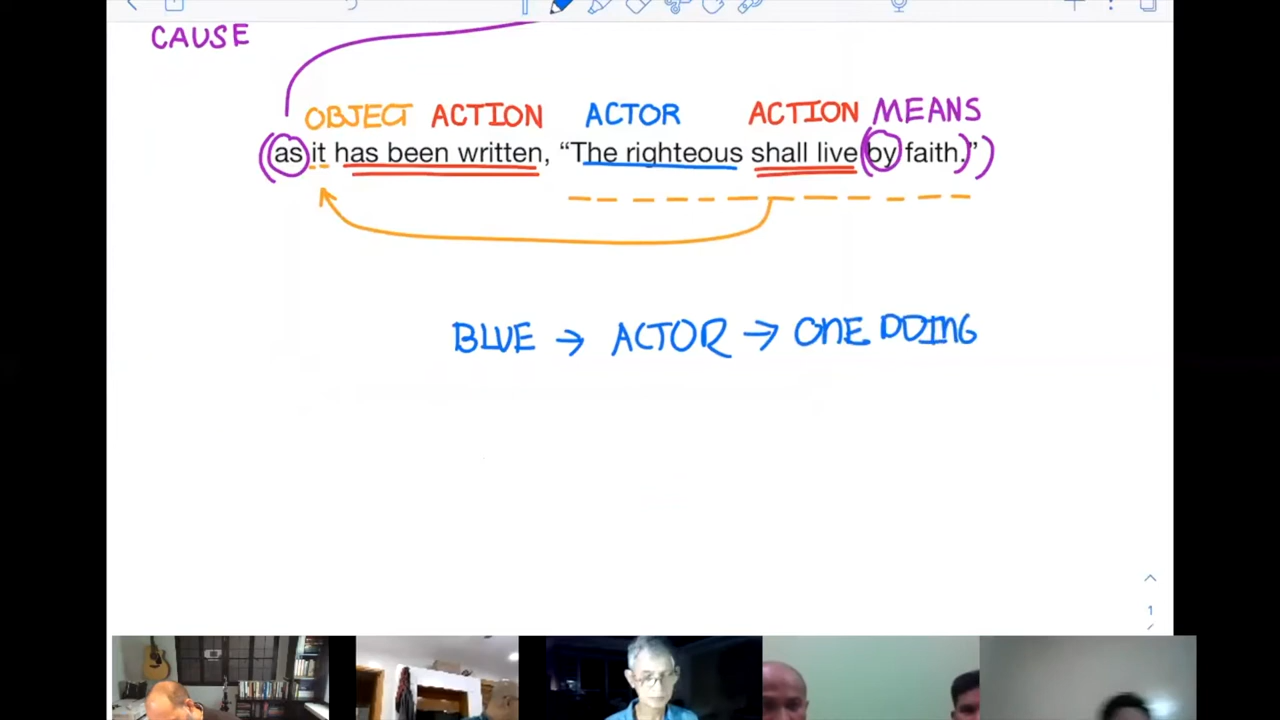 CAUSE
OBJECT ACTION ACTOR ACTION MEANS
((as it has been written, “The righteous shall live (by faith.)”)
BLUE → ACTOR → ONE DOING
1